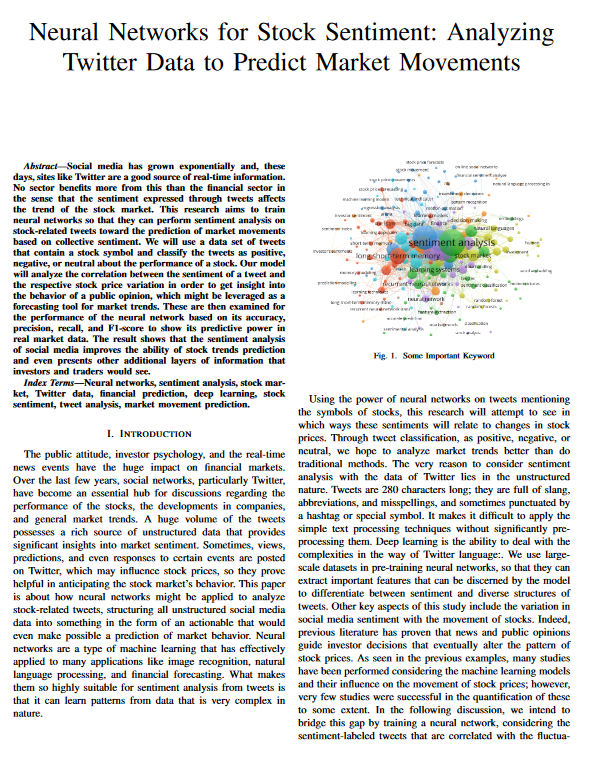 Neural Networks for Stock Sentiment: Analyzing
Twitter Data to Predict Market Movements
Abstract—Social media has grown exponentially and, these
days, sites like Twitter are a good source of real-time information.
No sector benefits more from this than the financial sector in
the sense that the sentiment expressed through tweets affects
the trend of the stock market. This research aims to train
neural networks so that they can perform sentiment analysis on
stock-related tweets toward the prediction of market movements
based on collective sentiment. We will use a data set of tweets
that contain a stock symbol and classify the tweets as positive,
negative, or neutral about the performance of a stock. Our model
will analyze the correlation between the sentiment of a tweet and
the respective stock price variation in order to get insight into
the behavior of a public opinion, which might be leveraged as a
forecasting tool for market trends. These are then examined for
the performance of the neural network based on its accuracy,
precision, recall, and F1-score to show its predictive power in
real market data. The result shows that the sentiment analysis
of social media improves the ability of stock trends prediction
and even presents other additional layers of information that
investors and traders would see.
Index Terms—Neural networks, sentiment analysis, stock mar-
ket, Twitter data, financial prediction, deep learning, stock
sentiment, tweet analysis, market movement prediction.
I. Introduction
The public attitude, investor psychology, and the real-time
news events have the huge impact on financial markets.
Over the last few years, social networks, particularly Twitter,
have become an essential hub for discussions regarding the
performance of the stocks, the developments in companies,
and general market trends. A huge volume of the tweets
possesses a rich source of unstructured data that provides
significant insights into market sentiment. Sometimes, views,
predictions, and even responses to certain events are posted
on Twitter, which may influence stock prices, so they prove
helpful in anticipating the stock market's behavior. This paper
is about how neural networks might be applied to analyze
stock-related tweets, structuring all unstructured social media
data into something in the form of an actionable that would
even make possible a prediction of market behavior. Neural
networks are a type of machine learning that has effectively
applied to many applications like image recognition, natural
language processing, and financial forecasting. What makes
them so highly suitable for sentiment analysis from tweets is
that it can learn patterns from data that is very complex in
nature.
stock price forecasts
on line social networks
natural language processing
decision making
natural languages
learning models
sentiment analysis
long short-term memory
stock market
learning systems
recurrent neural network
neural network
feature extraction
random forests
classification
Fig. 1. Some Important Keyword
Using the power of neural networks on tweets mentioning
the symbols of stocks, this research will attempt to see in
which ways these sentiments will relate to changes in stock
prices. Through tweet classification, as positive, negative, or
neutral, we hope to analyze market trends better than do
traditional methods. The very reason to consider sentiment
analysis with the data of Twitter lies in the unstructured
nature. Tweets are 280 characters long; they are full of slang,
abbreviations, and misspellings, and sometimes punctuated by
a hashtag or special symbol. It makes it difficult to apply the
simple text processing techniques without significantly pre-
processing them. Deep learning is the ability to deal with the
complexities in the way of Twitter language:. We use large-
scale datasets in pre-training neural networks, so that they can
extract important features that can be discerned by the model
to differentiate between sentiment and diverse structures of
tweets. Other key aspects of this study include the variation in
social media sentiment with the movement of stocks. Indeed,
previous literature has proven that news and public opinions
guide investor decisions that eventually alter the pattern of
stock prices. As seen in the previous examples, many studies
have been performed considering the machine learning models
and their influence on the movement of stock prices; however,
very few studies were successful in the quantification of these
to some extent. In the following discussion, we intend to
bridge this gap by training a neural network, considering the
sentiment-labeled tweets that are correlated with the fluctua-